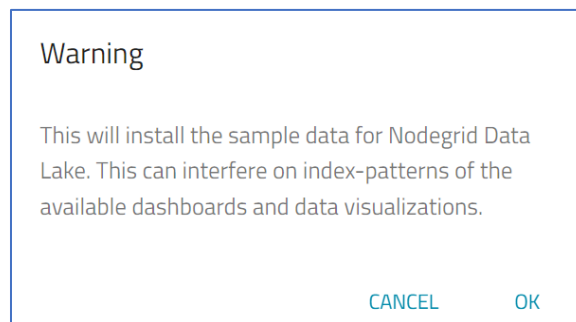 Warning
This will install the sample data for Nodegrid Data
Lake. This can interfere on index-patterns of the
available dashboards and data visualizations.
CANCEL OK